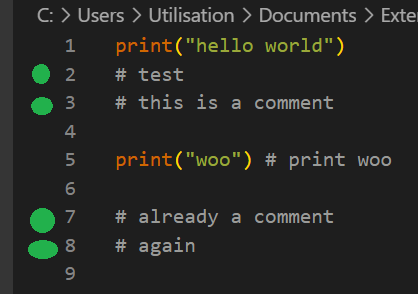 C: > Users > Utilisation > Documents > Exter
1 print("hello world")
2 # test
3 # this is a comment
4
5 print("woo") # print woo
6
7 # already a comment
8 # again
9